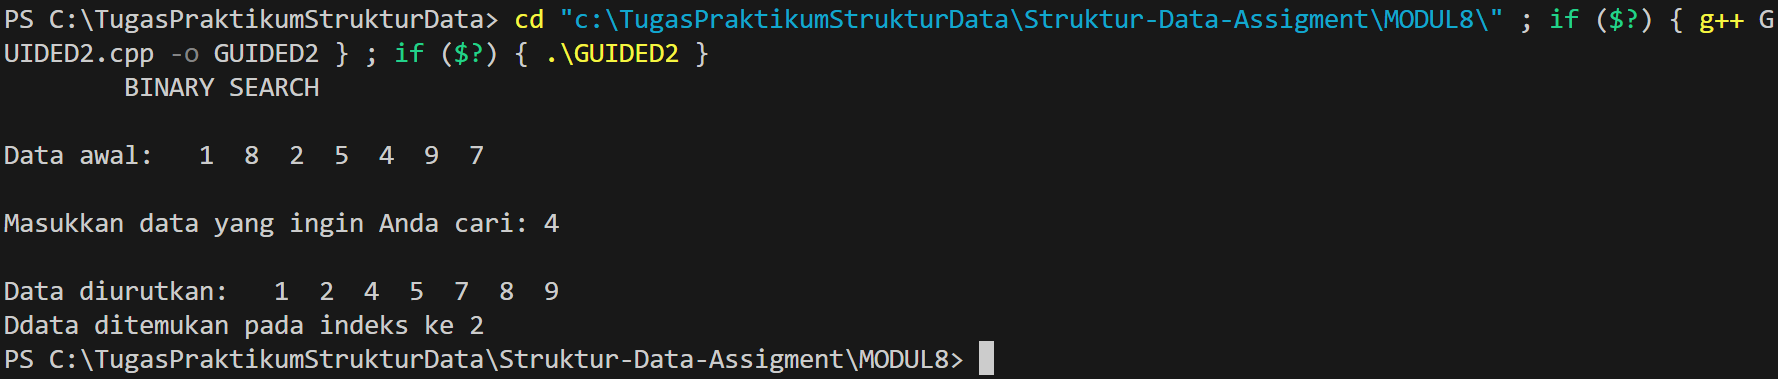 PS C:\TugasPraktikumStrukturData> cd "c:\TugasPraktikumStrukturData\Struktur-Data-Assigment\MODUL8\" ; if ($?) { g++ G
UIDED2.cpp -o GUIDED2 } ; if ($?) { .\GUIDED2 }
BINARY SEARCH
Data awal: 1 8 2 5 4 9 7
Masukkan data yang ingin Anda cari: 4
Data diurutkan: 1 2 4 5 7 8 9
Ddata ditemukan pada indeks ke 2
PS C:\TugasPraktikumStrukturData\Struktur-Data-Assigment\MODUL8>